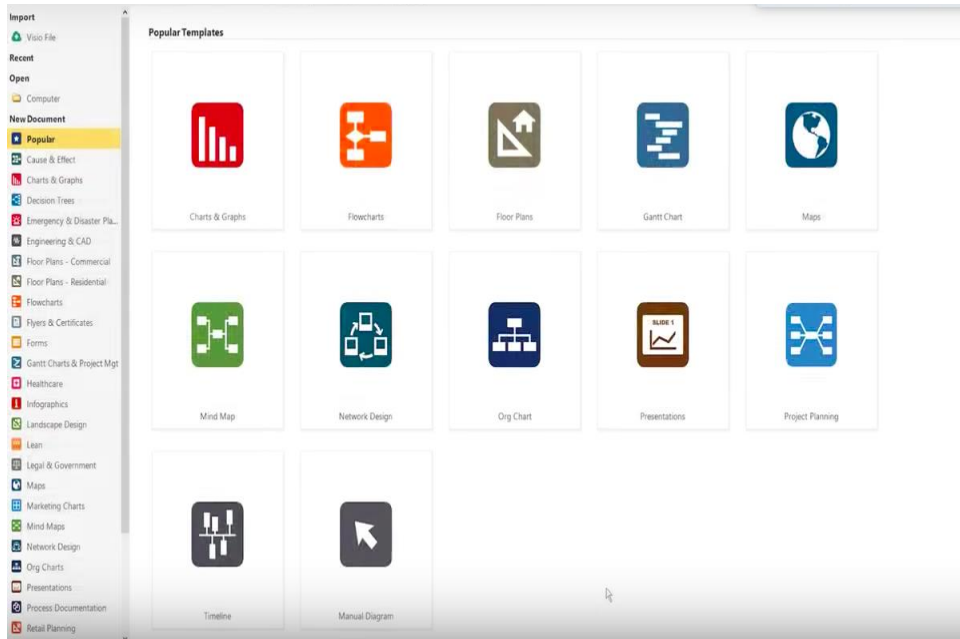 Import
Visio File
Recent
Open
Computer
New Document
Popular
Cause & Effect
Charts & Graphs
Decision Trees
Emergency & Disaster Pla...
Engineering & CAD
Floor Plans - Commercial
Floor Plans - Residential
Flowcharts
Flyers & Certificates
Forms
Gantt Charts & Project Mgt
Healthcare
Infographics
Landscape Design
Lean
Legal & Government
Maps
Marketing Charts
Mind Maps
Network Design
Org Charts
Presentations
Process Documentation
Retail Planning
Popular Templates
Charts & Graphs
Flowcharts
Floor Plans
Gantt Chart
Maps
Mind Map
Network Design
Org Chart
SLIDE 1
Presentations
Project Planning
Timeline
Manual Diagram